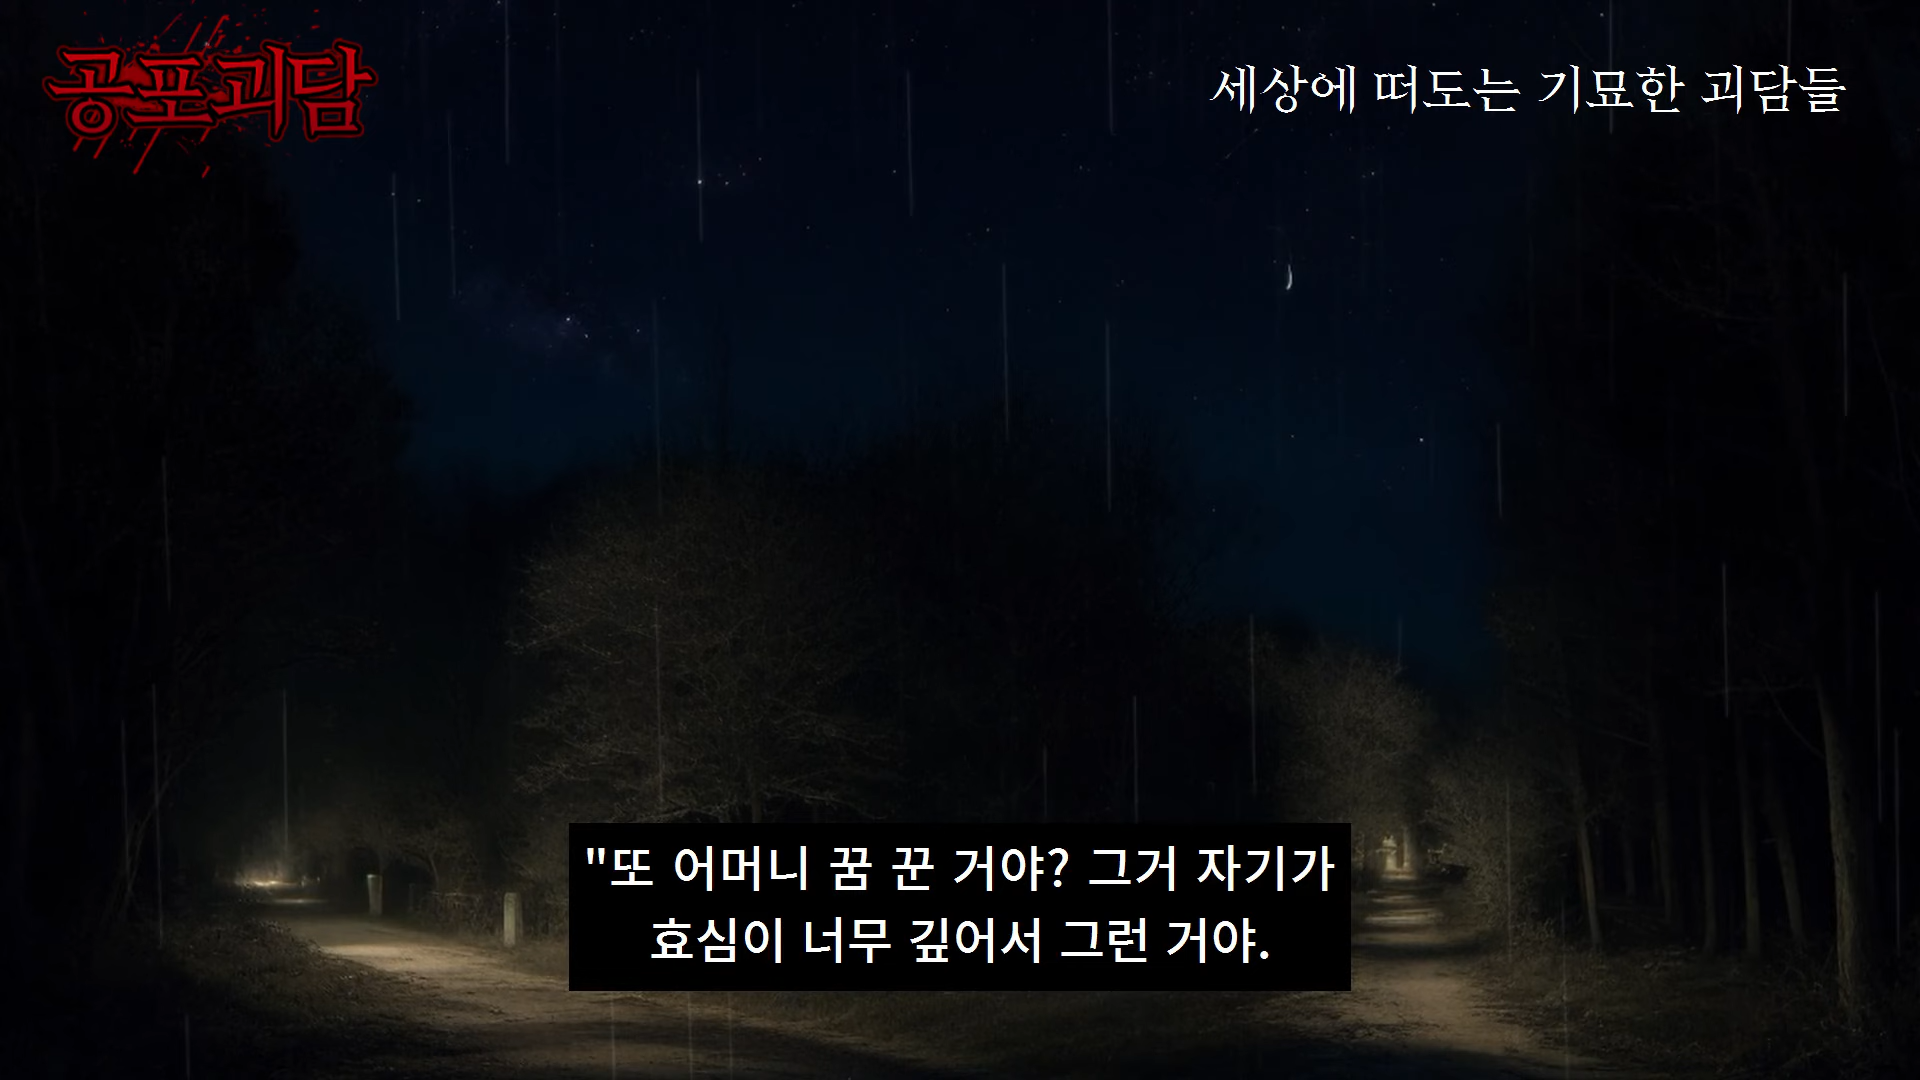 공포괴담
세상에 떠도는 기묘한 괴담들
"또 어머니 꿈 꾼 거야? 그거 자기가
효심이 너무 깊어서 그런 거야.